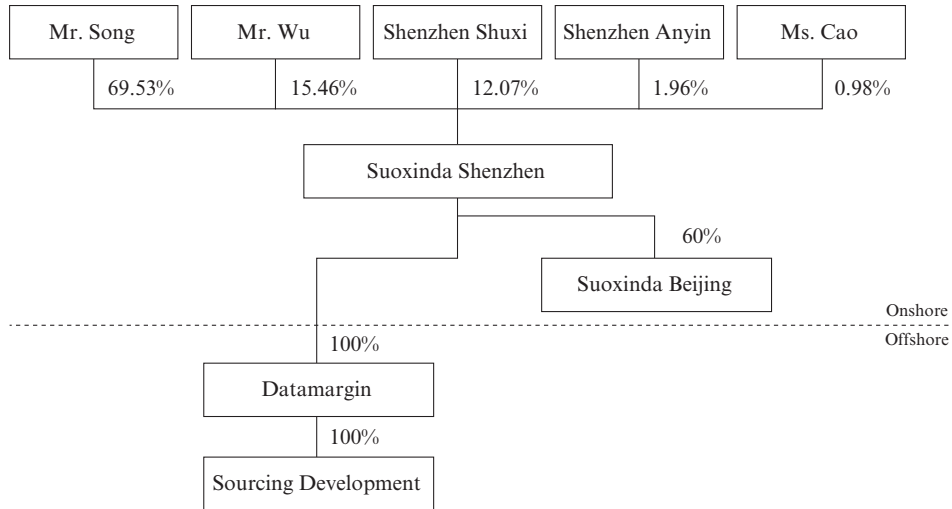 Mr. Song
Mr. Wu
Shenzhen Shuxi
Shenzhen Anyin
Ms. Cao
69.53%
15.46%
12.07%
1.96%
0.98%
Suoxinda Shenzhen
60%
Suoxinda Beijing
Onshore
Offshore
100%
Datamargin
100%
Sourcing Development